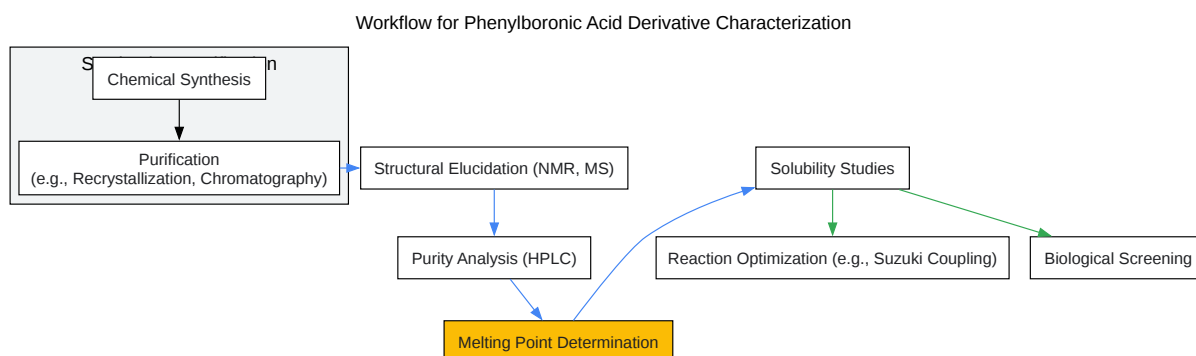 Workflow for Phenylboronic Acid Derivative Characterization
Chemical Synthesis
Purification
(e.g., Recrystallization, Chromatography)
Structural Elucidation (NMR, MS)
Solubility Studies
Purity Analysis (HPLC)
Reaction Optimization (e.g., Suzuki Coupling)
Biological Screening
Melting Point Determination